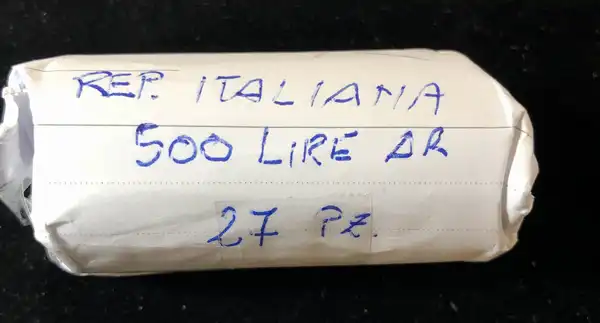 REP. ITALIANA
500 LIRE AR
27 Pz.